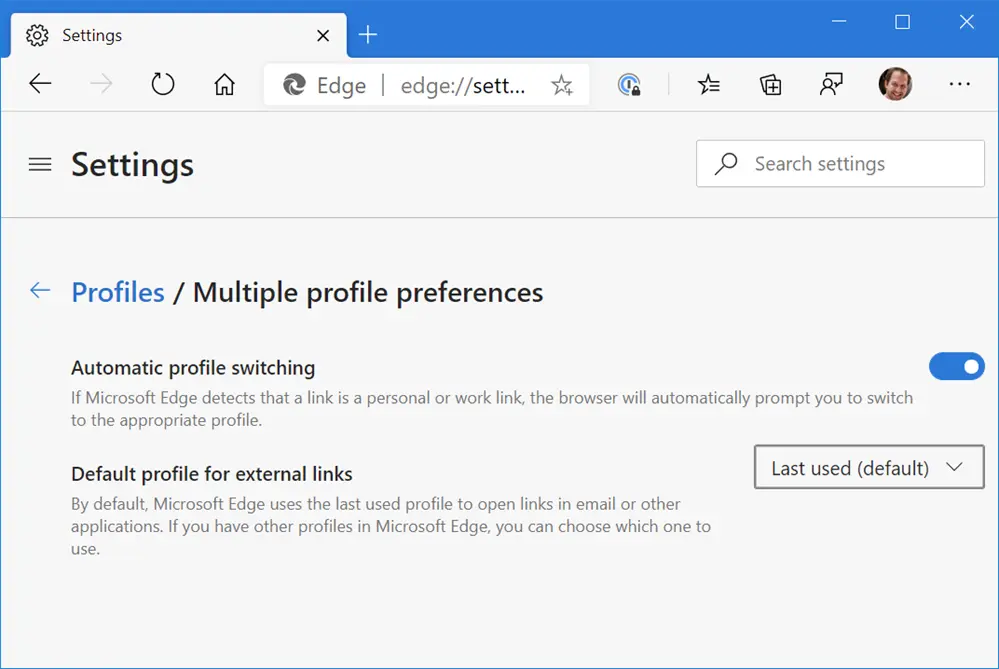 Settings
Edge | edge://sett...
Settings
Search settings
Profiles / Multiple profile preferences
Automatic profile switching
If Microsoft Edge detects that a link is a personal or work link, the browser will automatically prompt you to switch
to the appropriate profile.
Default profile for external links
Last used (default)
By default, Microsoft Edge uses the last used profile to open links in email or other
applications. If you have other profiles in Microsoft Edge, you can choose which one to
use.